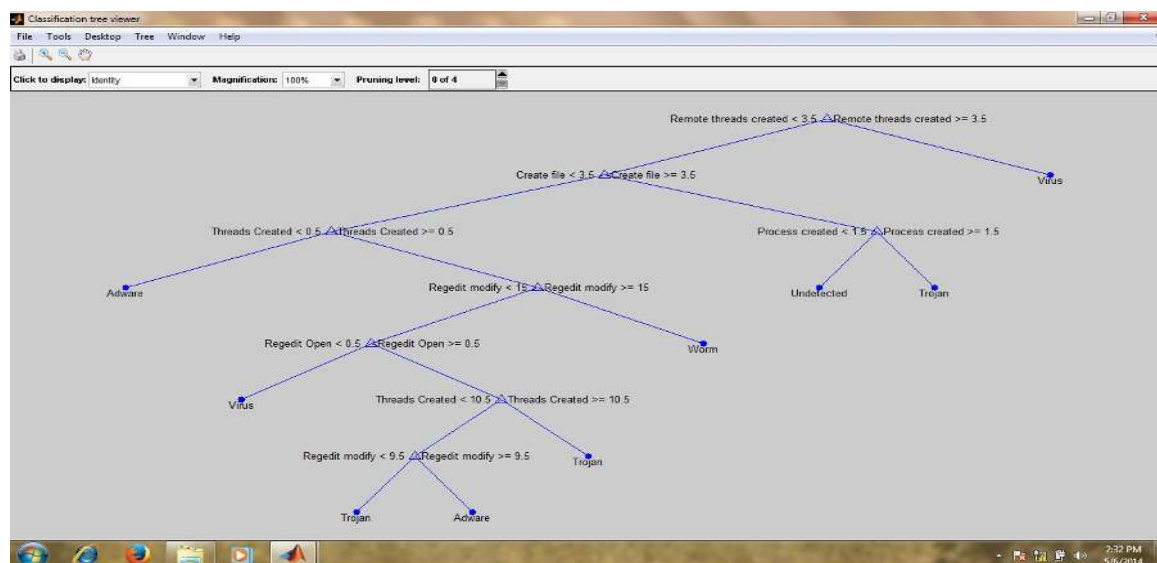 Classification tree viewer
File Tools Desktop Tree Window Help
Click to display: Identity Magnification: 100% Pruning level: 0 of 4
Remote threads created < 3.5 Remote threads created >= 3.5
Create file < 3.5 Create file >= 3.5
Virus
Threads Created < 0.5 Threads Created >= 0.5
Process created < 1.5 Process created >= 1.5
Adware
Regedit modify < 15 Regedit modify >= 15
Undetected
Trojan
Regedit Open < 0.5 Regedit Open >= 0.5
Worm
Virus
Threads Created < 10.5 Threads Created >= 10.5
Regedit modify < 9.5 Regedit modify >= 9.5
Trojan
Trojan
Adware
2:32 PM
5/6/2014